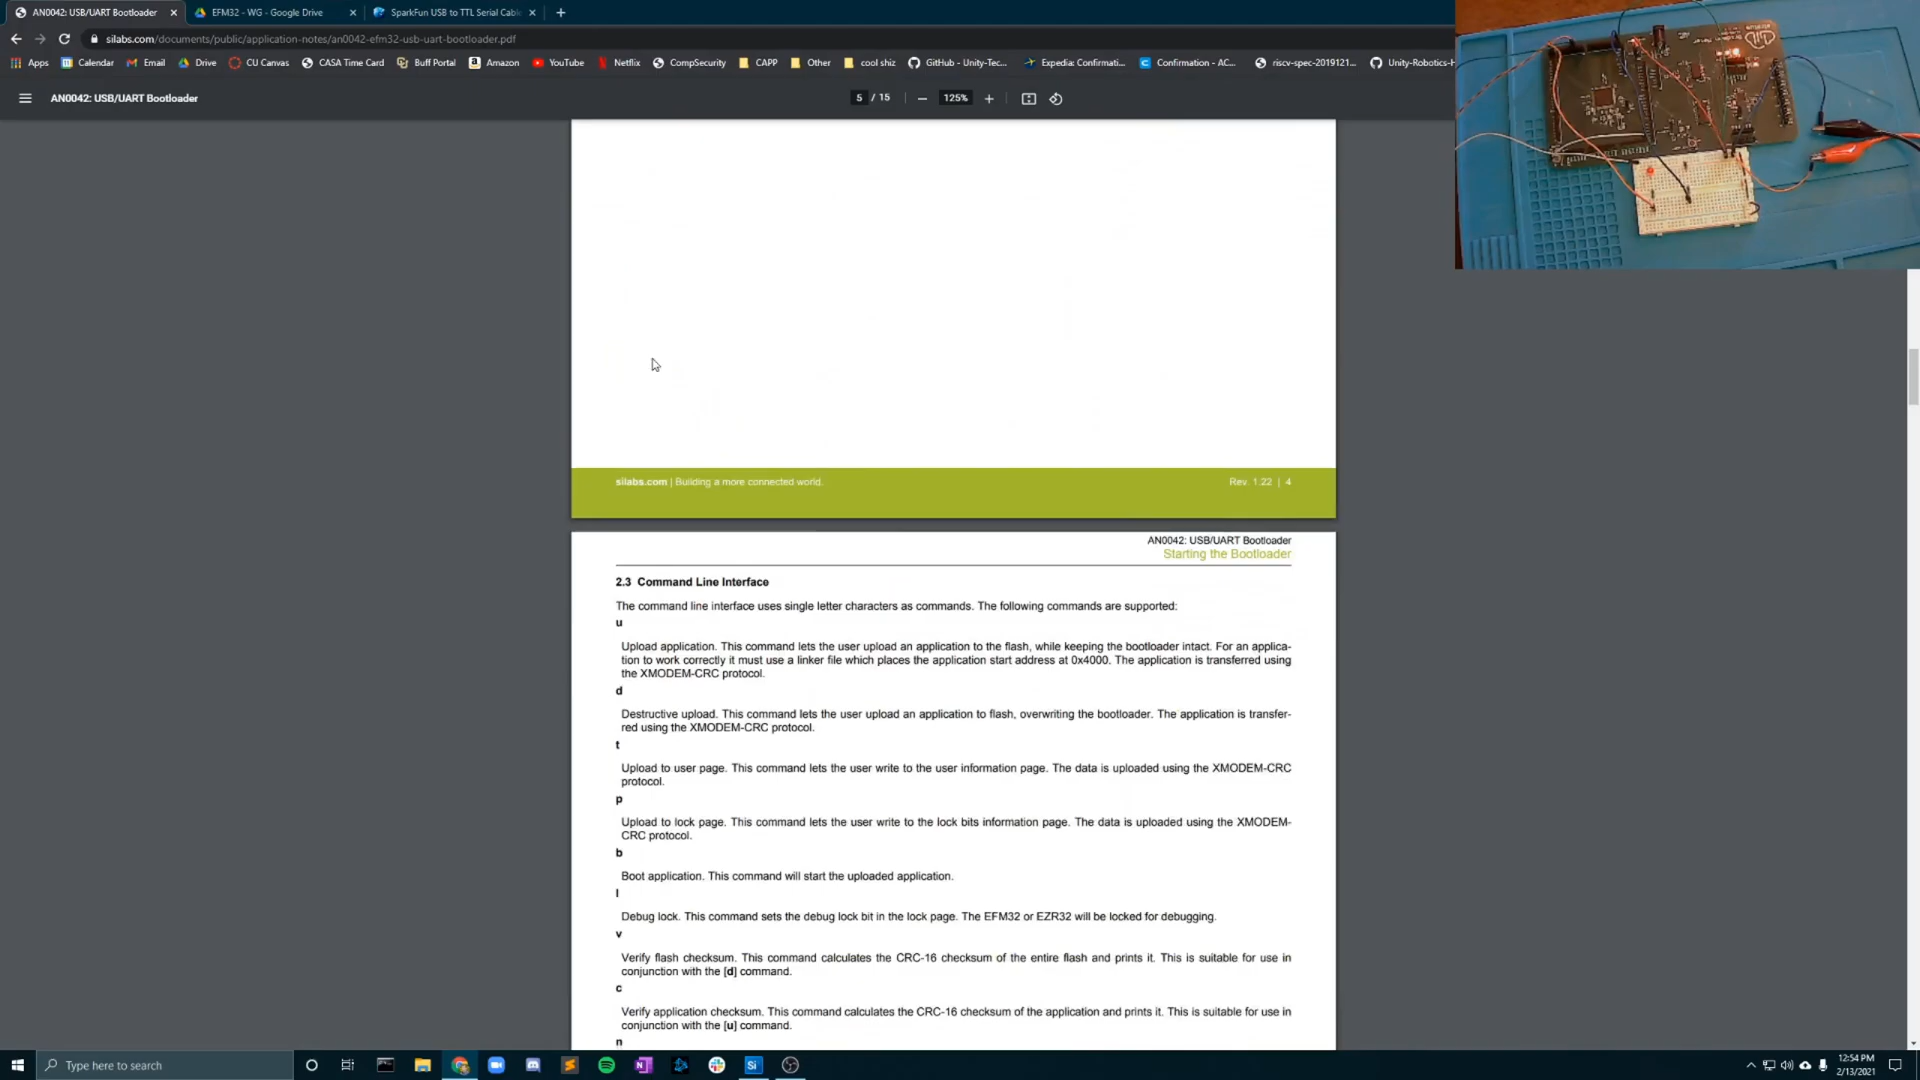 AN0042: USB/UART Bootloader
EFM32 - WG - Google Drive
SparkFun USB to TTL Serial Cabl
silabs.com/documents/public/application-notes/an0042-efm32-usb-uart-bootloader.pdf
Apps Calendar Email Drive CU Canvas CASA Time Card Buff Portal Amazon YouTube Netflix CompSecurity CAPP Other cool shiz GitHub - Unity-Tec... Expedia: Confirmati... Confirmation - AC... riscv-spec-2019121... Unity-Robotics-H
AN0042: USB/UART Bootloader
5 / 15
125%
silabs.com | Building a more connected world.
Rev. 1.22 | 4
AN0042: USB/UART Bootloader
Starting the Bootloader
2.3 Command Line Interface
The command line interface uses single letter characters as commands. The following commands are supported:
u
Upload application. This command lets the user upload an application to the flash, while keeping the bootloader intact. For an applica-
tion to work correctly it must use a linker file which places the application start address at 0x4000. The application is transferred using
the XMODEM-CRC protocol.
d
Destructive upload. This command lets the user upload an application to flash, overwriting the bootloader. The application is transfer-
red using the XMODEM-CRC protocol.
t
Upload to user page. This command lets the user write to the user information page. The data is uploaded using the XMODEM-CRC
protocol.
p
Upload to lock page. This command lets the user write to the lock bits information page. The data is uploaded using the XMODEM-
CRC protocol.
b
Boot application. This command will start the uploaded application.
l
Debug lock. This command sets the debug lock bit in the lock page. The EFM32 or EZR32 will be locked for debugging.
v
Verify flash checksum. This command calculates the CRC-16 checksum of the entire flash and prints it. This is suitable for use in
conjunction with the [d] command.
c
Verify application checksum. This command calculates the CRC-16 checksum of the application and prints it. This is suitable for use in
conjunction with the [u] command.
n
Type here to search
Si
12:54 PM
2/13/2021